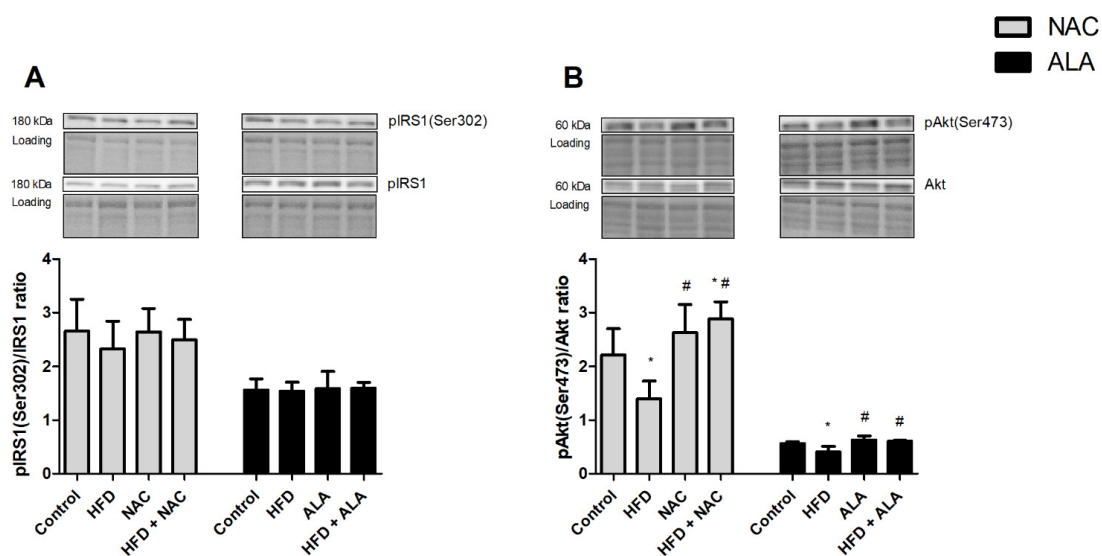 NAC
ALA
A
180 kDa
pIRS1(Ser302)
Loading
180 kDa
pIRS1
Loading
pIRS1(Ser302)/IRS1 ratio
4
3
2
1
0
Control
HFD
NAC
HFD + NAC
Control
HFD
ALA
HFD + ALA
B
60 kDa
pAkt(Ser473)
Loading
60 kDa
Akt
Loading
pAkt(Ser473)/Akt ratio
4
3
2
1
0
*
#
* #
*
#
#
Control
HFD
NAC
HFD + NAC
Control
HFD
ALA
HFD + ALA